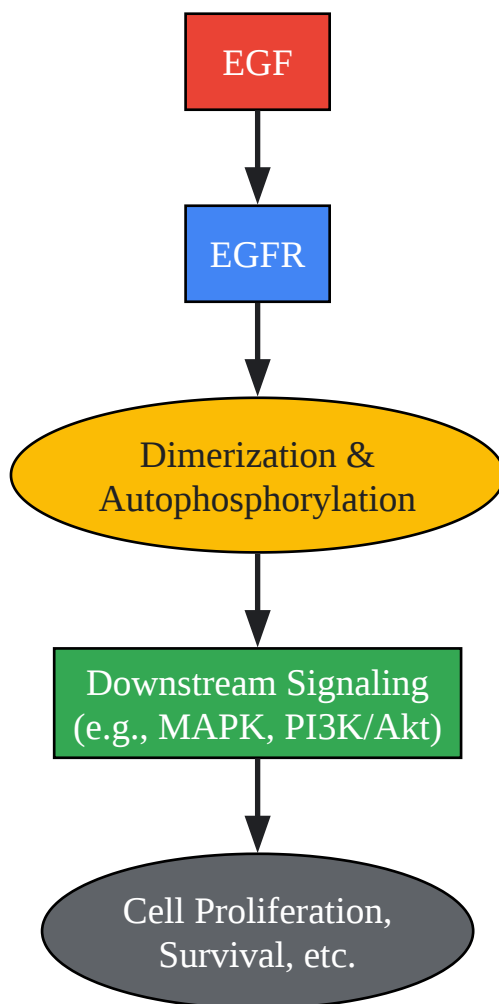 EGF
EGFR
Dimerization &
Autophosphorylation
Downstream Signaling
(e.g., MAPK, PI3K/Akt)
Cell Proliferation,
Survival, etc.